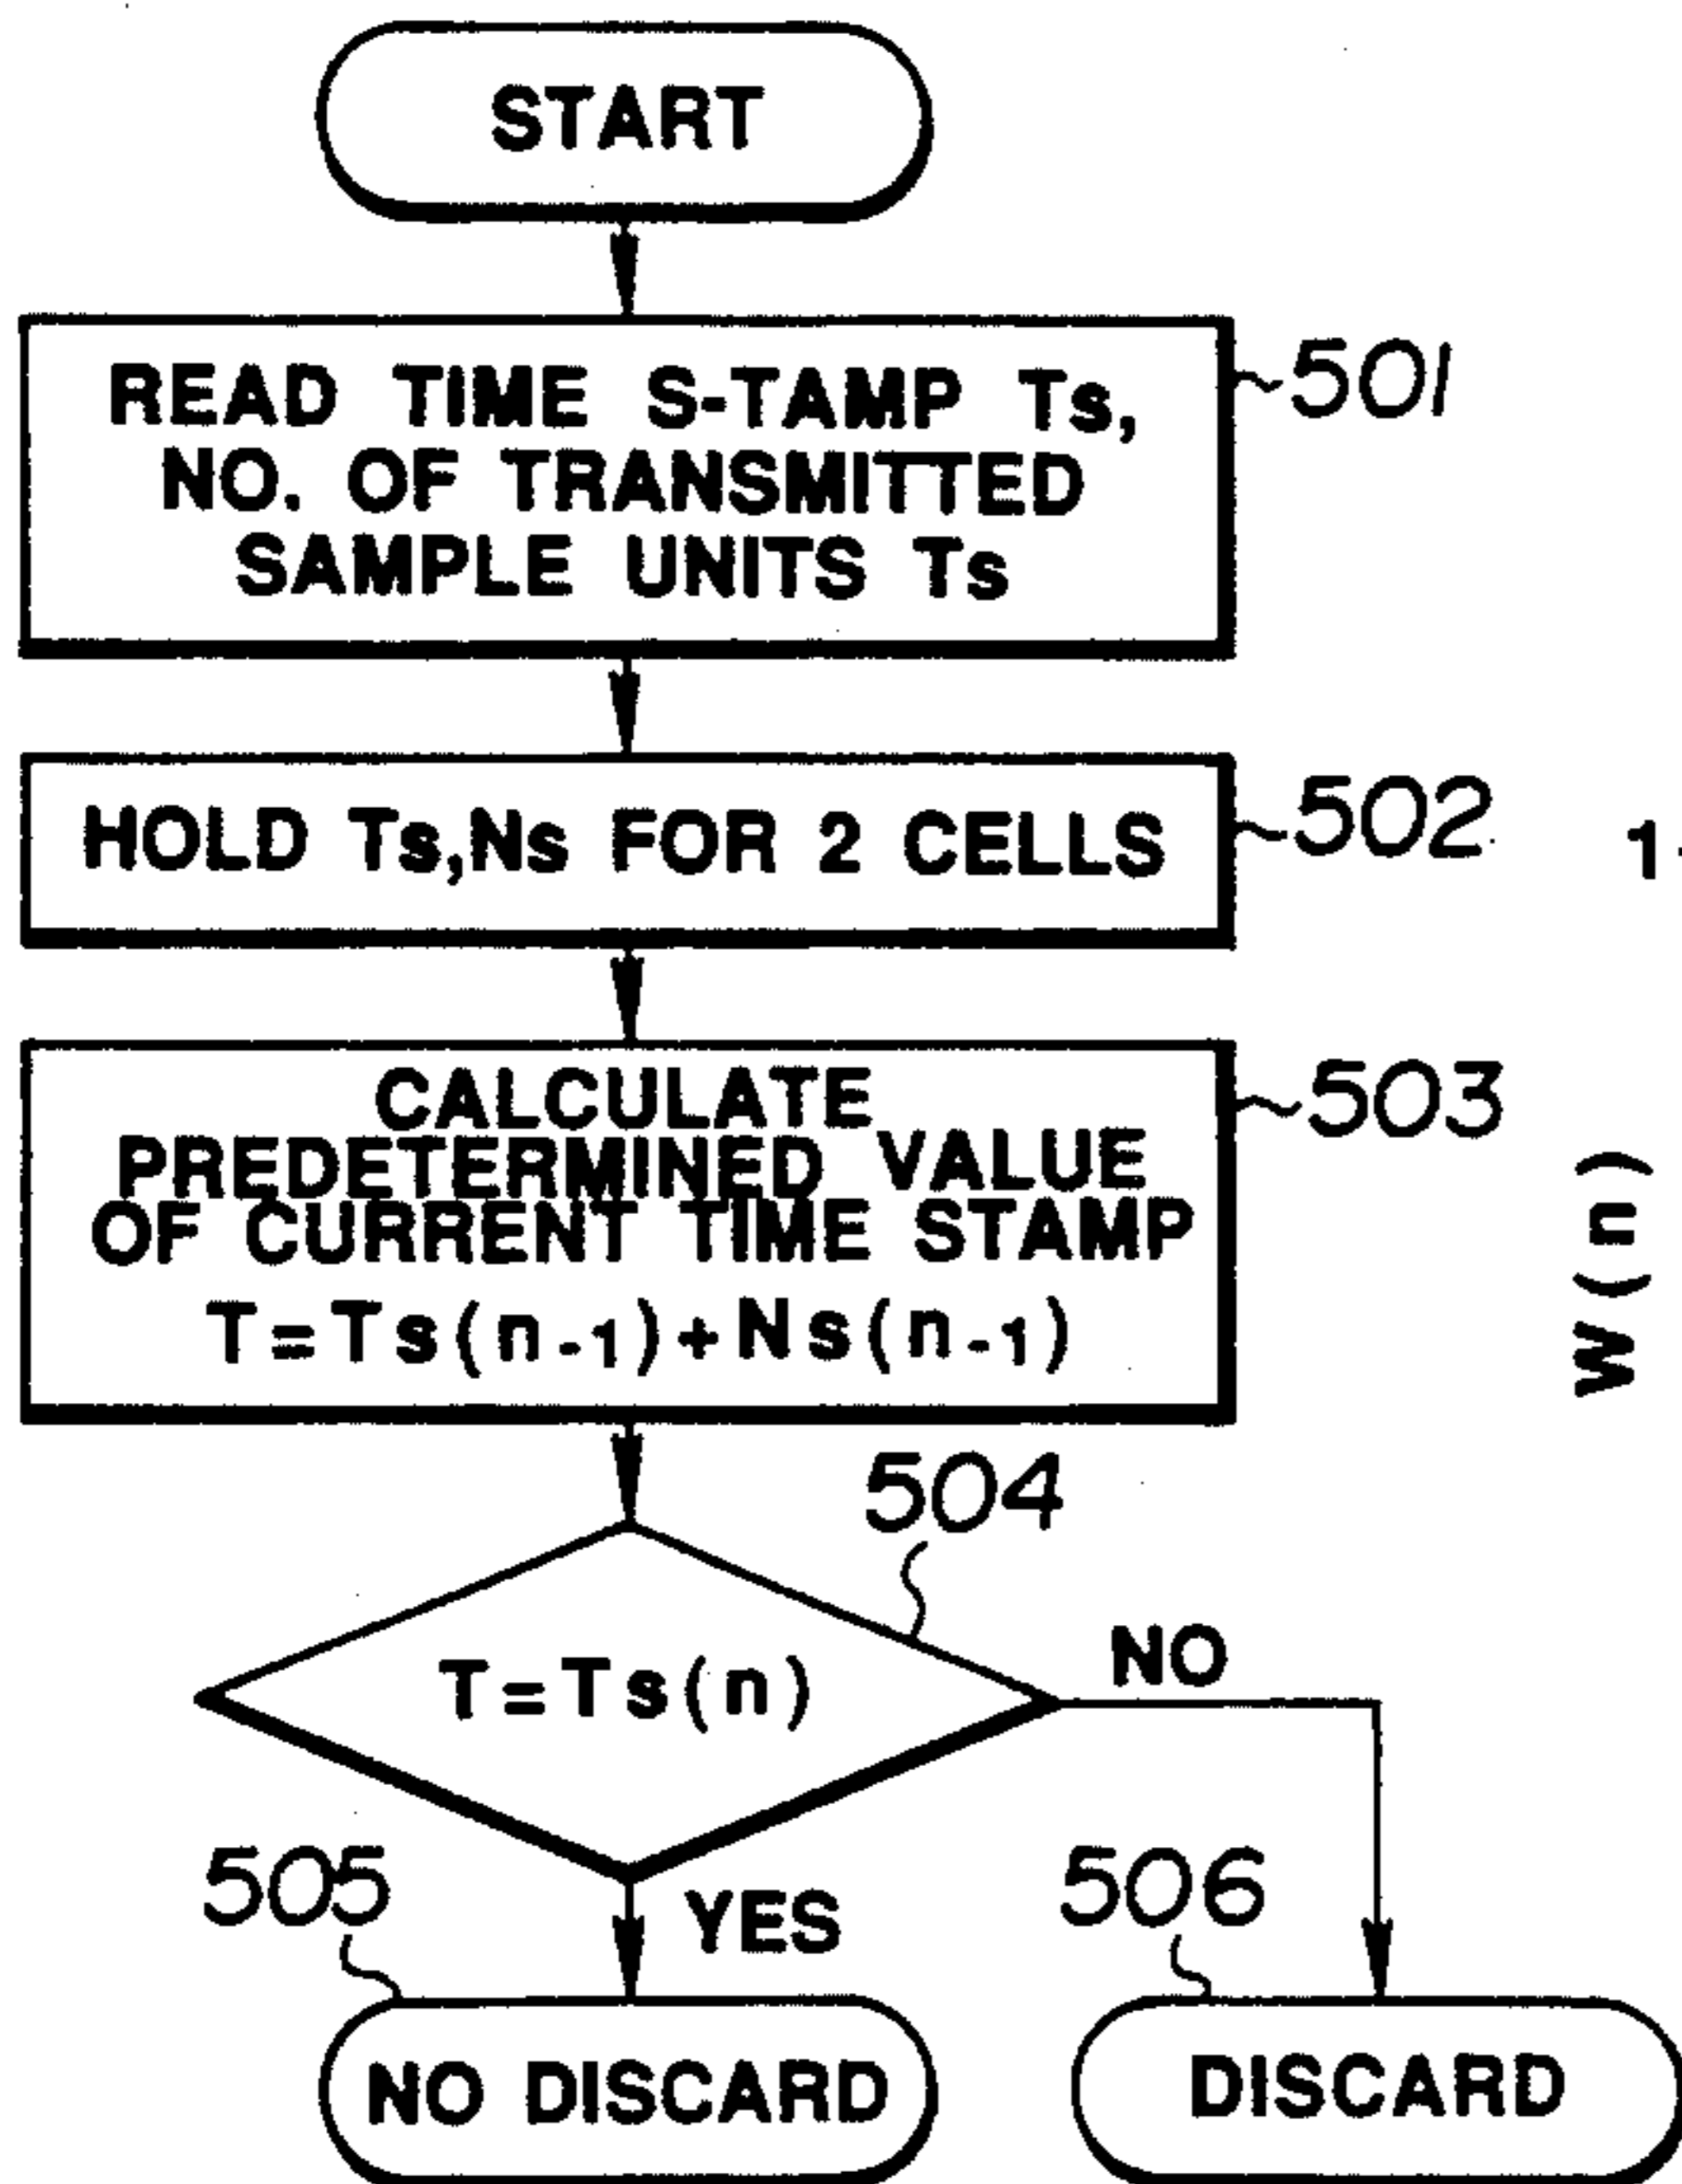 START
READ TIME S-TAMP Ts,
NO. OF TRANSMITTED
SAMPLE UNITS Ts
501
HOLD Ts,Ns FOR 2 CELLS
502
1.
CALCULATE
PREDETERMINED VALUE
OF CURRENT TIME STAMP
T=Ts(n-1)+Ns(n-1)
503
W(n)
504
T=Ts(n)
NO
YES
505
506
NO DISCARD
DISCARD